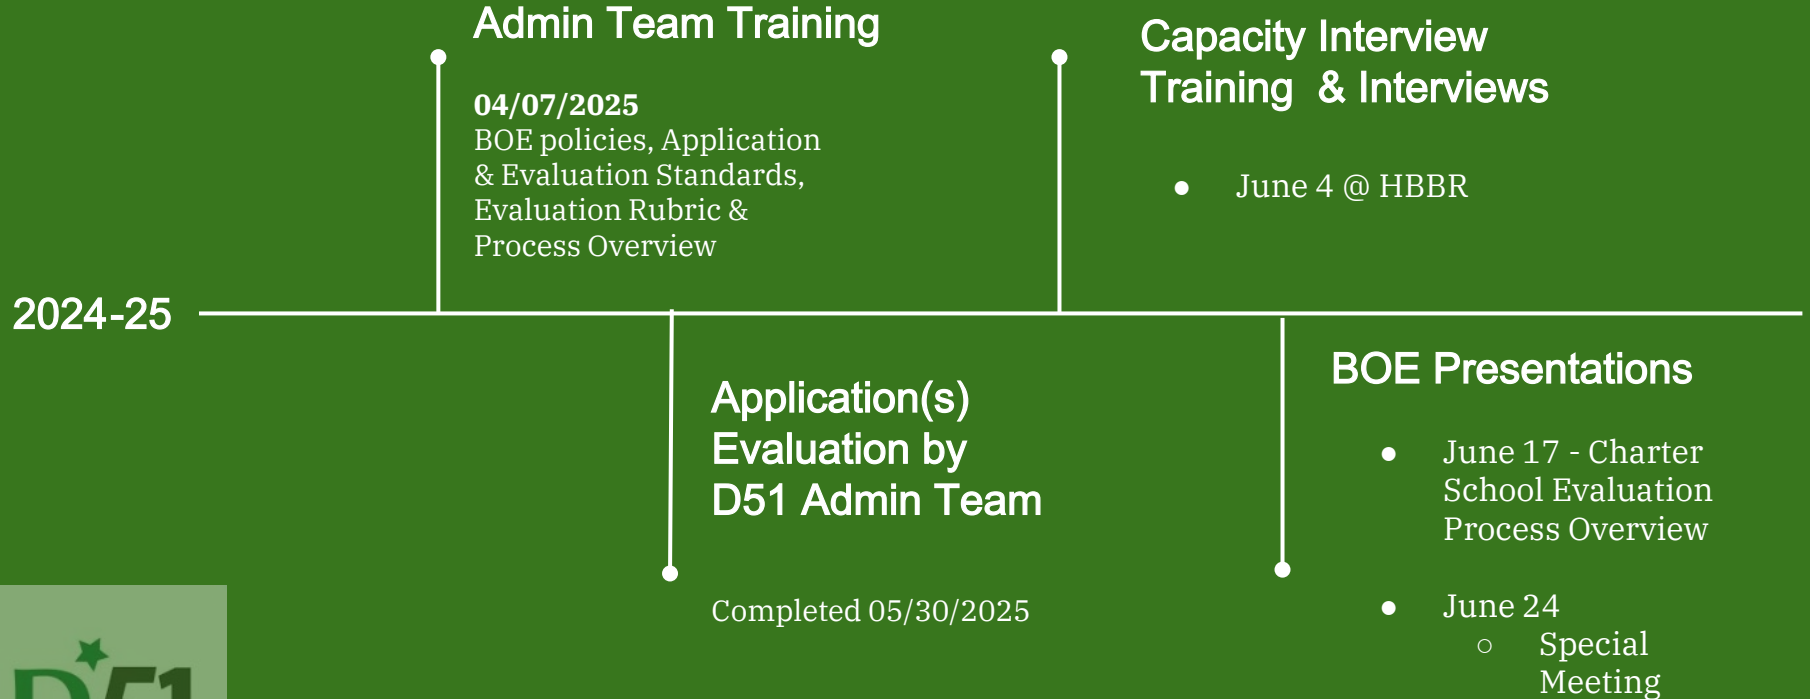 Admin Team Training
04/07/2025
BOE policies, Application
& Evaluation Standards,
Evaluation Rubric &
Process Overview
Capacity Interview
Training & Interviews
● June 4 @ HBBR
2024-25
Application(s)
Evaluation by
D51 Admin Team
Completed 05/30/2025
BOE Presentations
● June 17 - Charter
School Evaluation
Process Overview
● June 24
○ Special
Meeting
D51